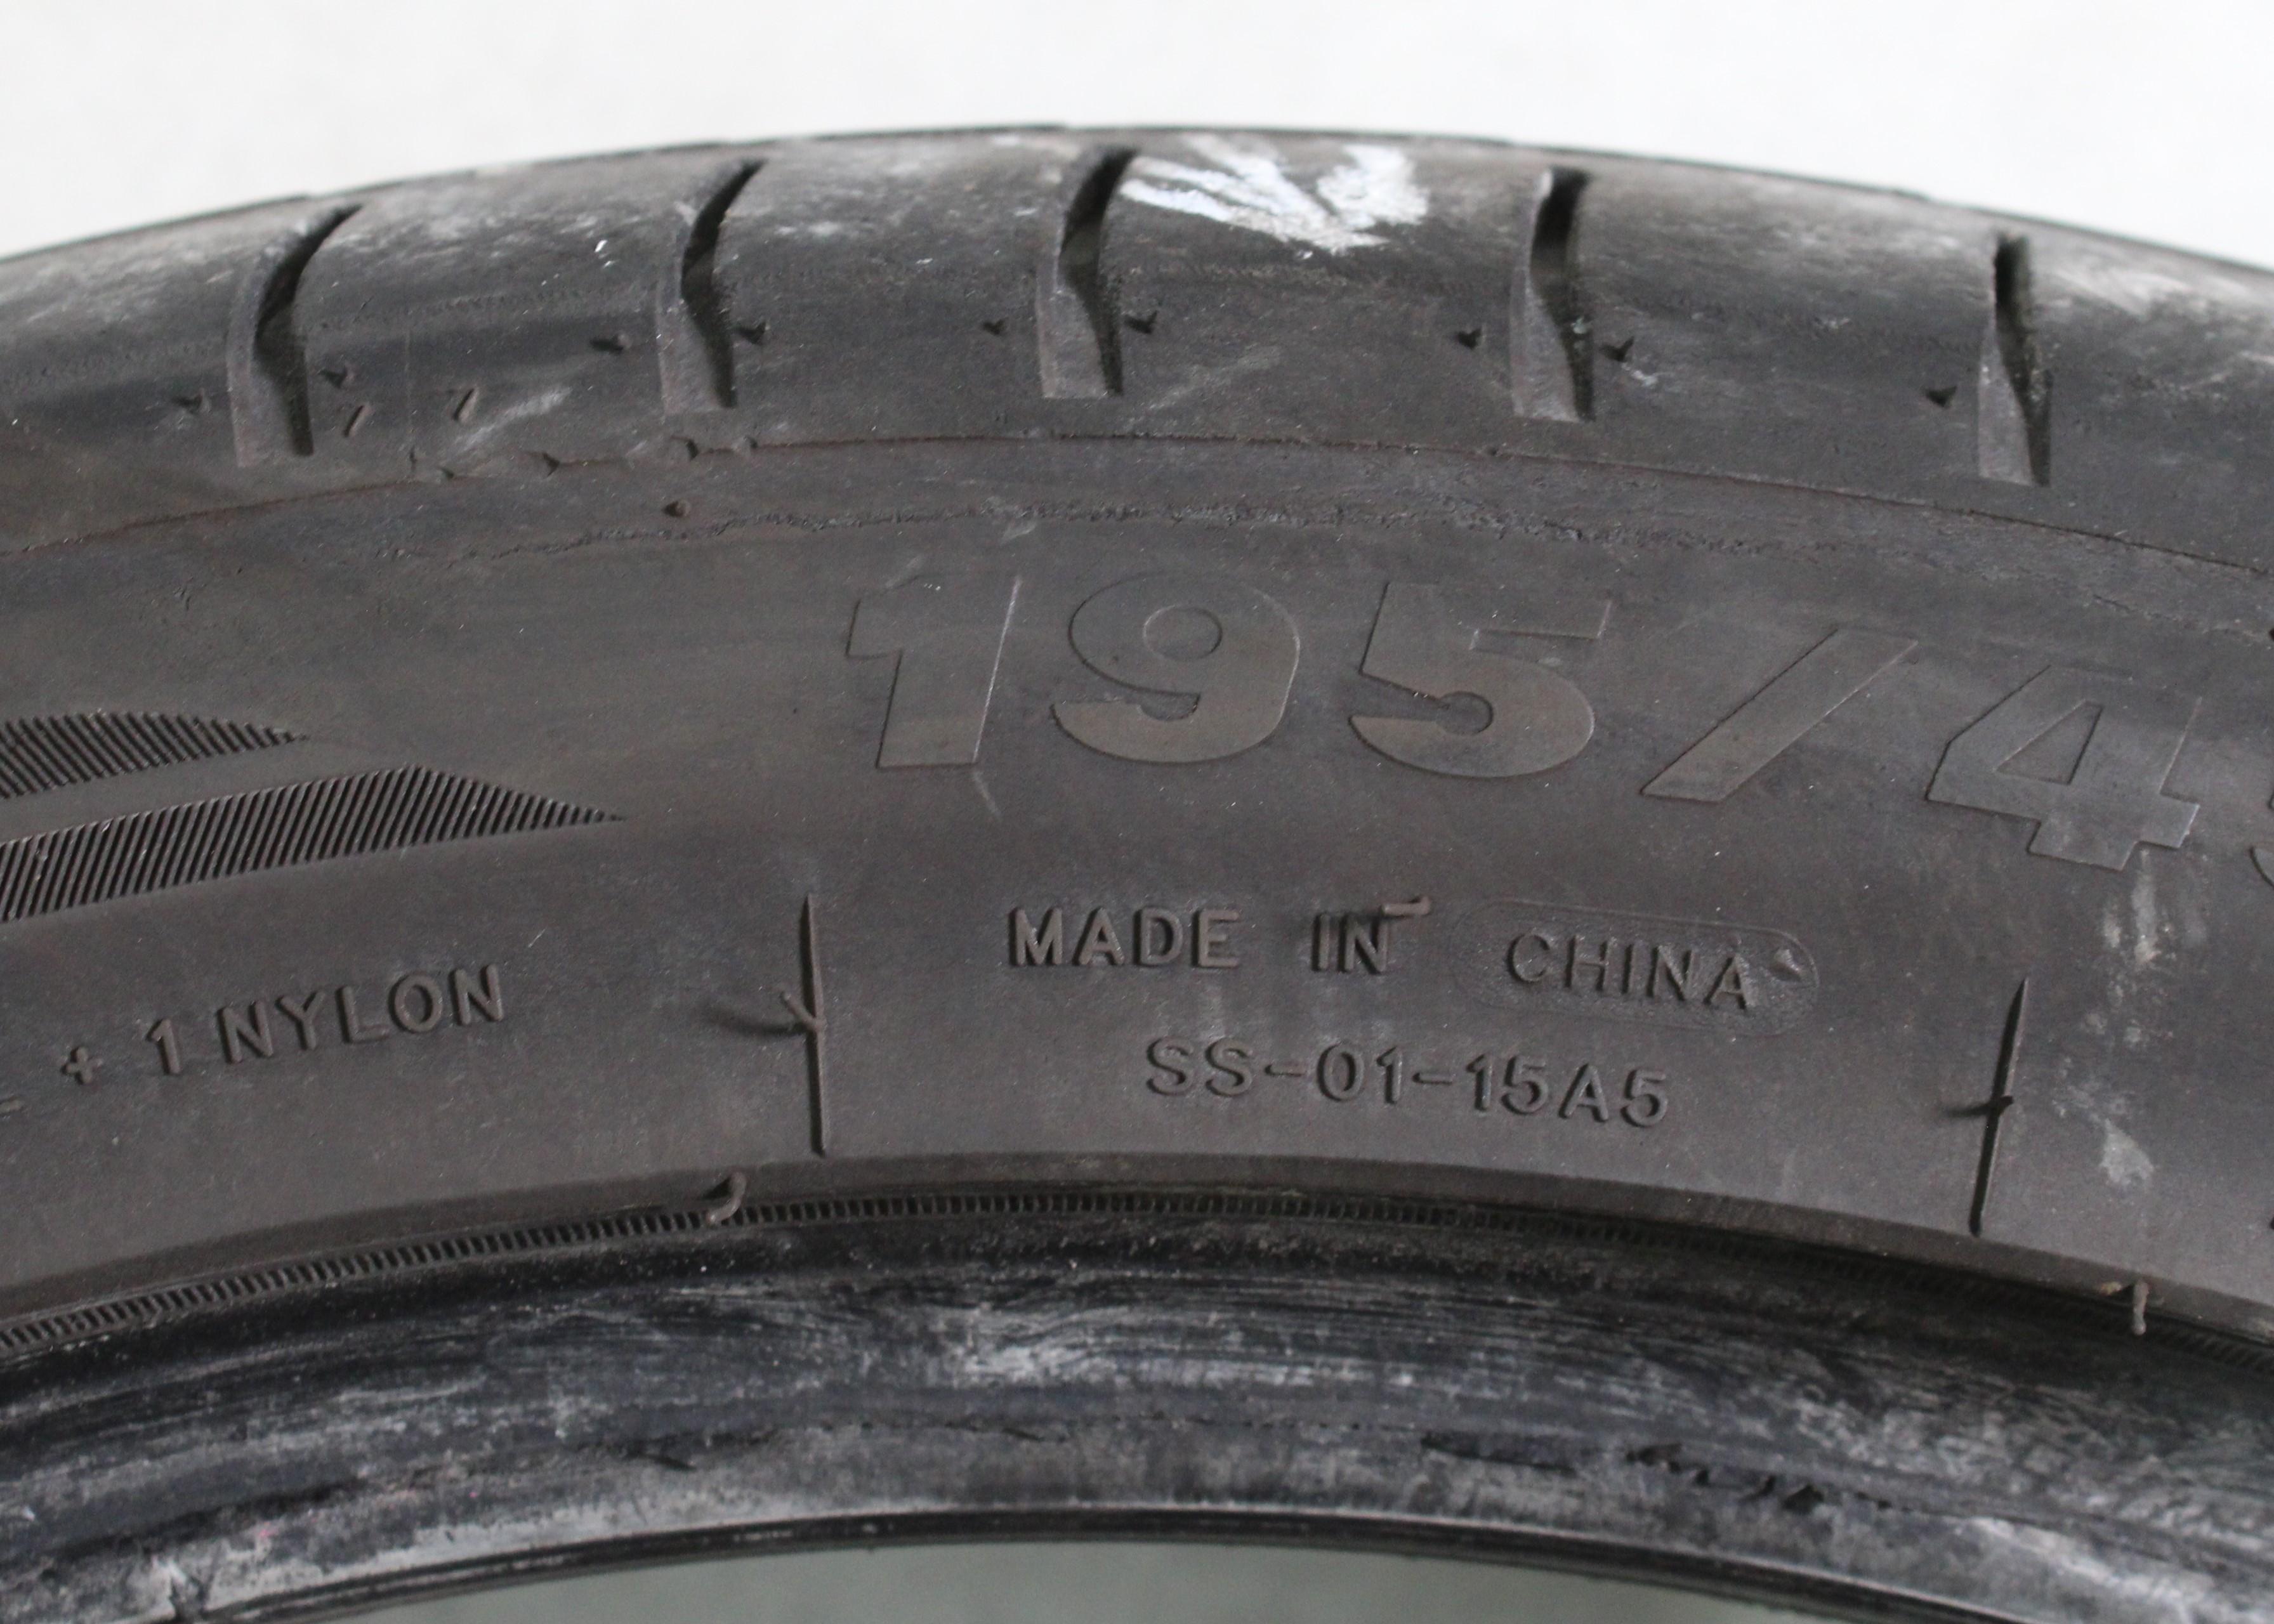 195/4
+ 1 NYLON
MADE IN CHINA
SS-01-15A5